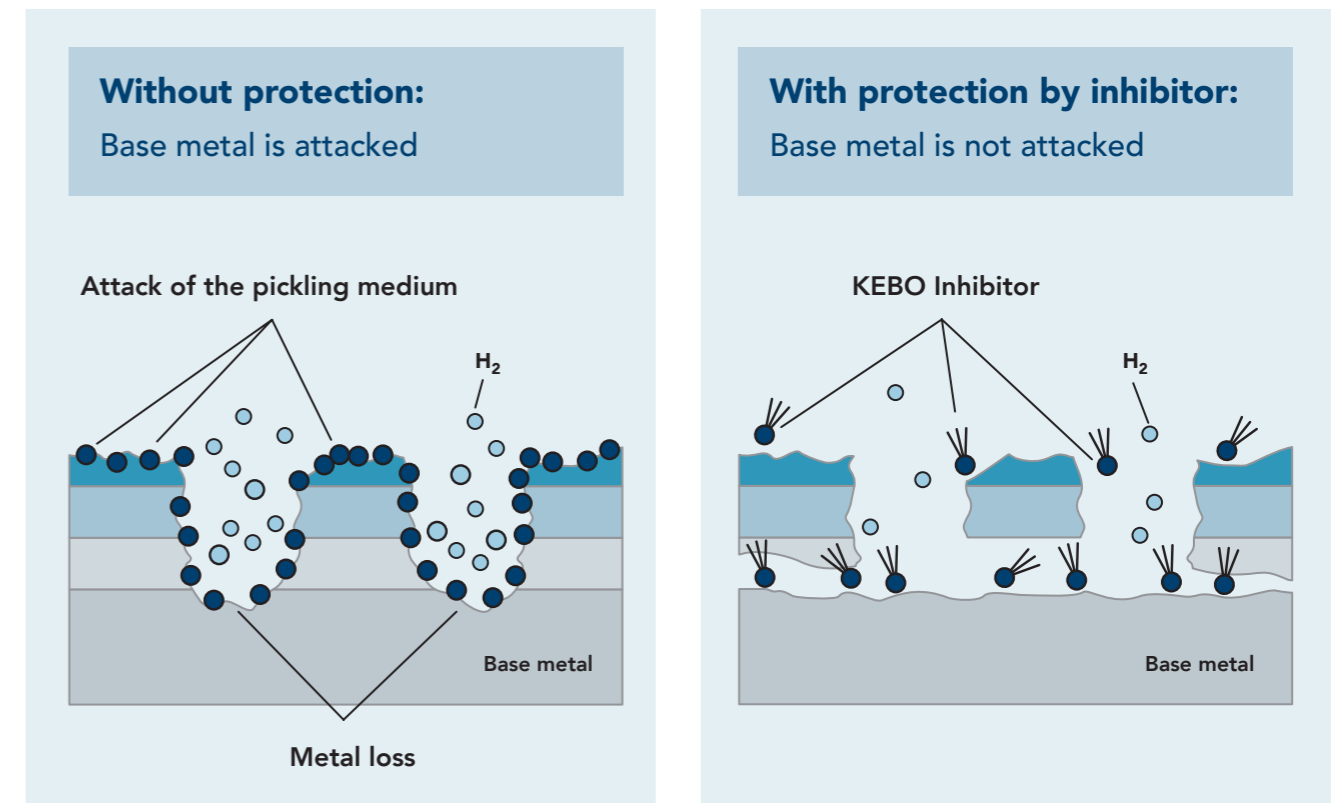 Without protection:
Base metal is attacked
Attack of the pickling medium
H₂
Base metal
Metal loss
With protection by inhibitor:
Base metal is not attacked
KEBO Inhibitor
H₂
Base metal